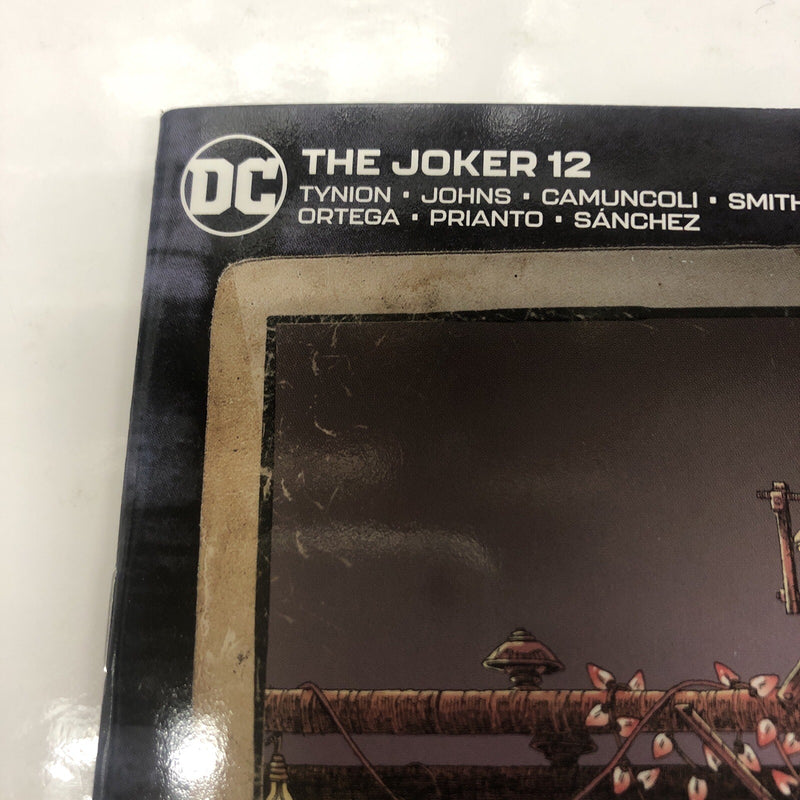 DC
THE JOKER 12
TYNION • JOHNS • CAMUNCOLI • SMITH
ORTEGA • PRIANTO • SÁNCHEZ